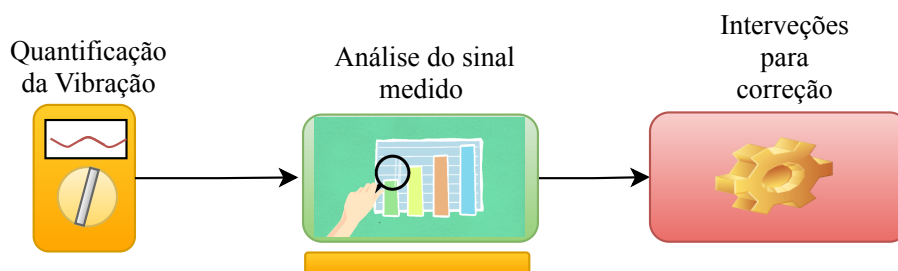 Quantificação
da Vibração
Análise do sinal
medido
Interveções
para
correção